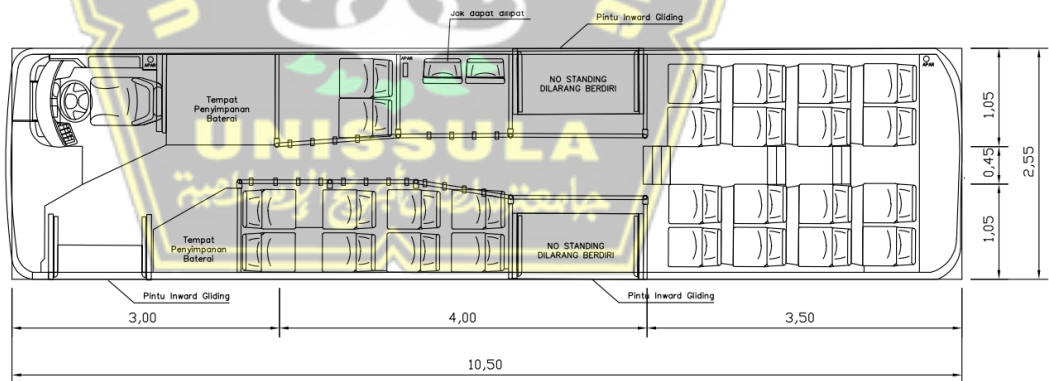 Jok dapat dilipat
Pintu Inward Gliding
APAR
APAR
APAR
NO STANDING
DILARANG BERDIRI
Tempat
Penyimpanan
Baterai
UNISSULA
Tempat
Penyimpanan
Baterai
NO STANDING
DILARANG BERDIRI
1,05
0,45
1,05
2,55
Pintu Inward Gliding
Pintu Inward Gliding
3,00
4,00
3,50
10,50